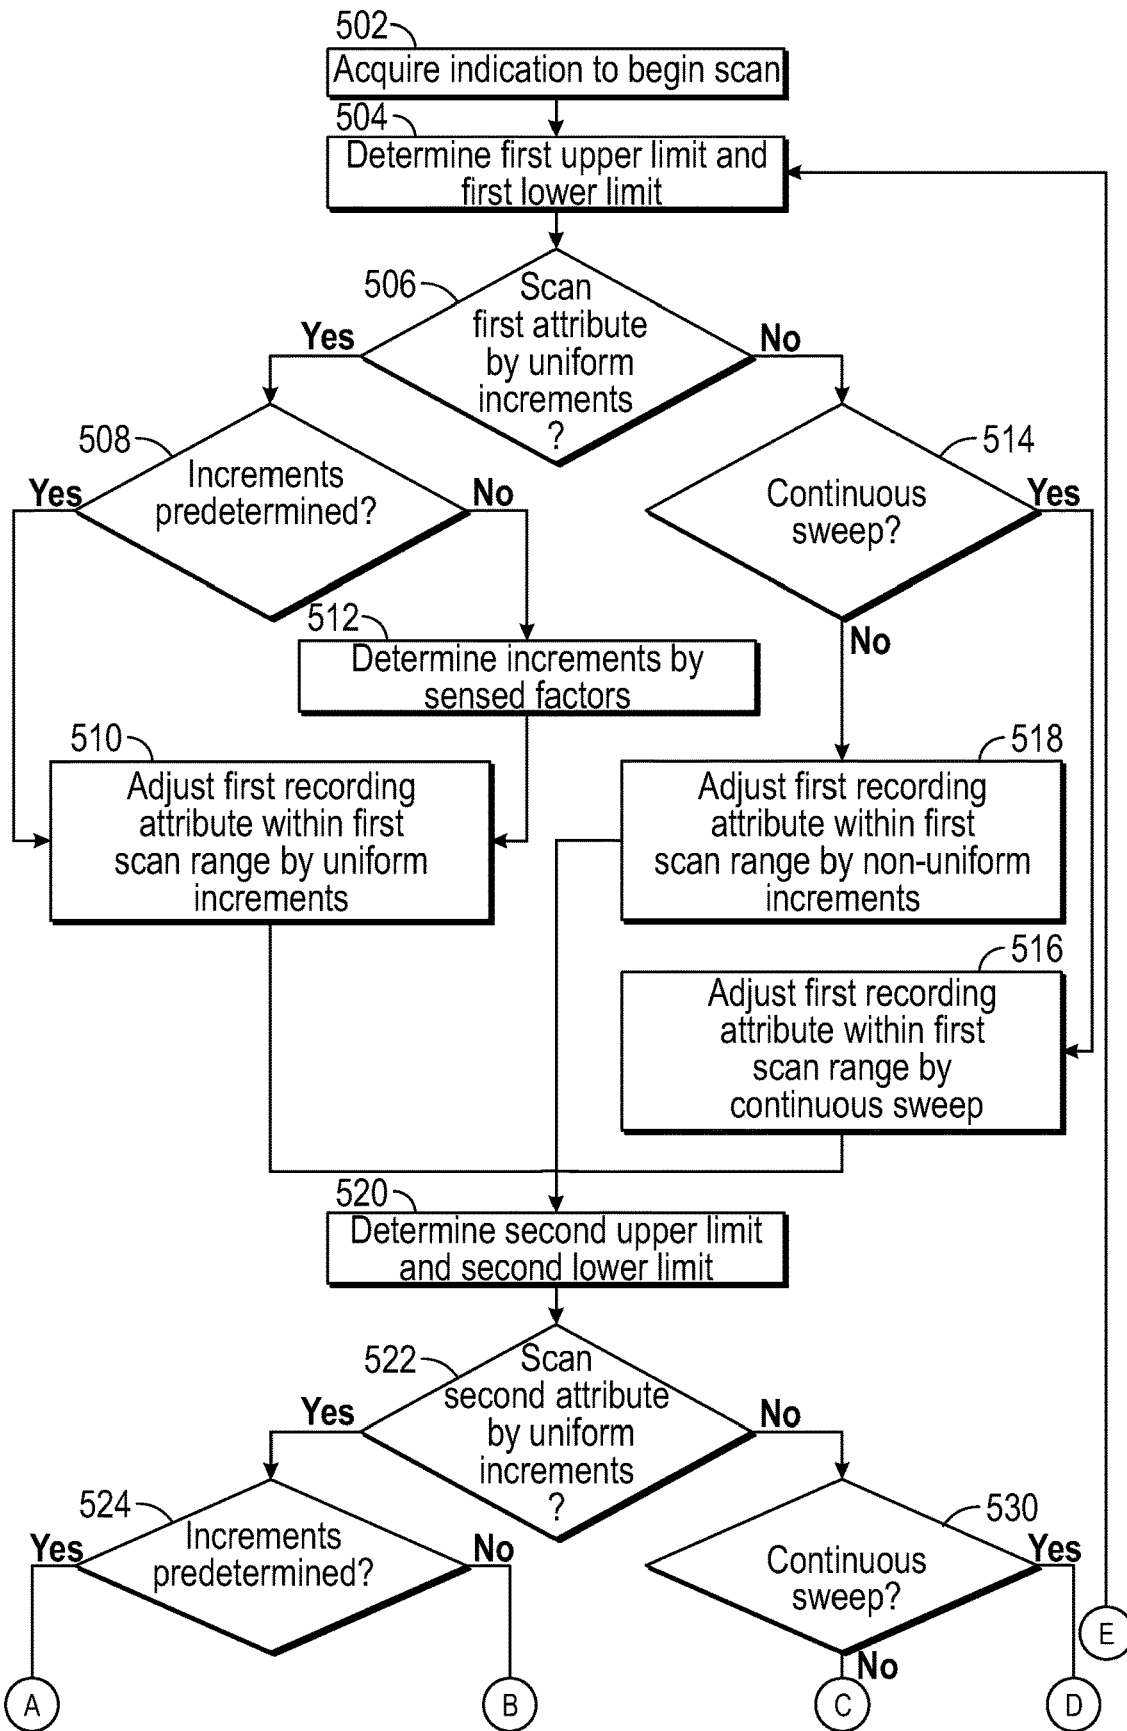 502
Acquire indication to begin scan
504
Determine first upper limit and
first lower limit
506
Scan
first attribute
by uniform
increments
?
Yes
No
508
Increments
predetermined?
Yes
No
514
Continuous
sweep?
Yes
No
512
Determine increments by
sensed factors
510
Adjust first recording
attribute within first
scan range by uniform
increments
518
Adjust first recording
attribute within first
scan range by non-uniform
increments
516
Adjust first recording
attribute within first
scan range by
continuous sweep
520
Determine second upper limit
and second lower limit
522
Scan
second attribute
by uniform
increments
?
Yes
No
524
Increments
predetermined?
Yes
No
530
Continuous
sweep?
Yes
No
E
A
B
C
D